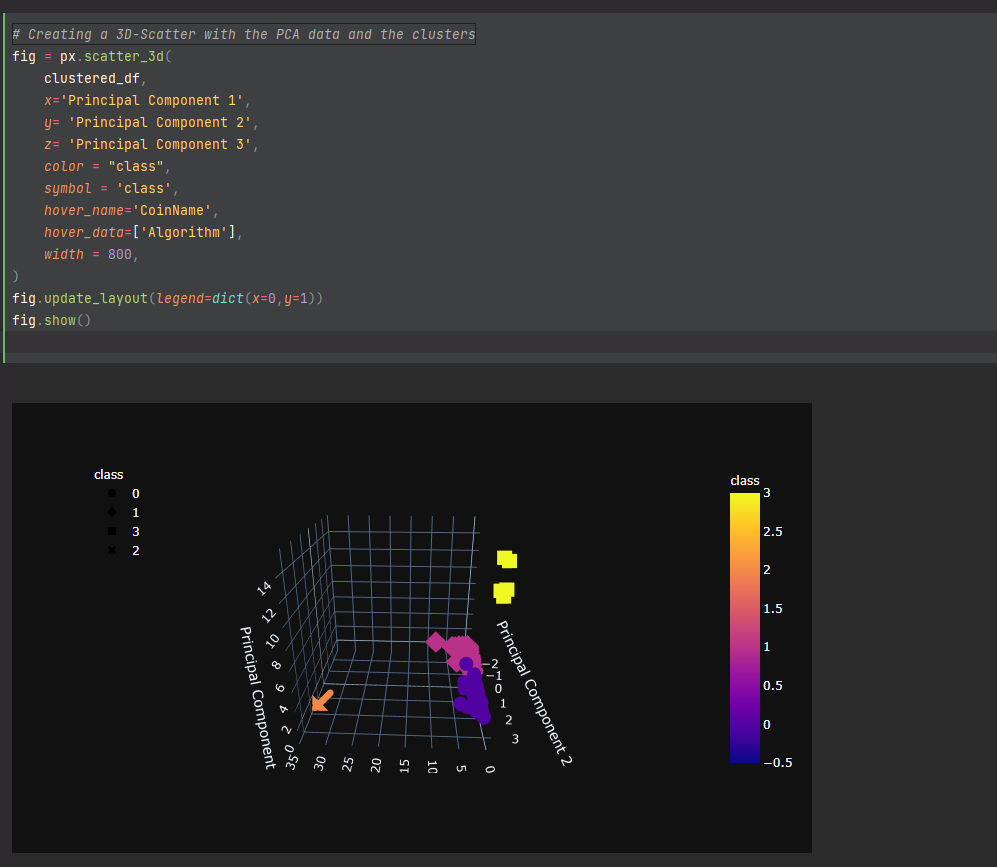 # Creating a 3D-Scatter with the PCA data and the clusters
fig = px.scatter_3d(
    clustered_df,
    x='Principal Component 1',
    y= 'Principal Component 2',
    z= 'Principal Component 3',
    color = "class",
    symbol = 'class',
    hover_name='CoinName',
    hover_data=['Algorithm'],
    width = 800,
)
fig.update_layout(legend=dict(x=0,y=1))
fig.show()
class
0
1
3
2
class
3
2.5
2
1.5
1
0.5
0
−0.5
14
12
10
8
6
4
2
0
Principal Component
Principal Component 2
−2
−1
0
1
2
3
35
30
25
20
15
10
5
0